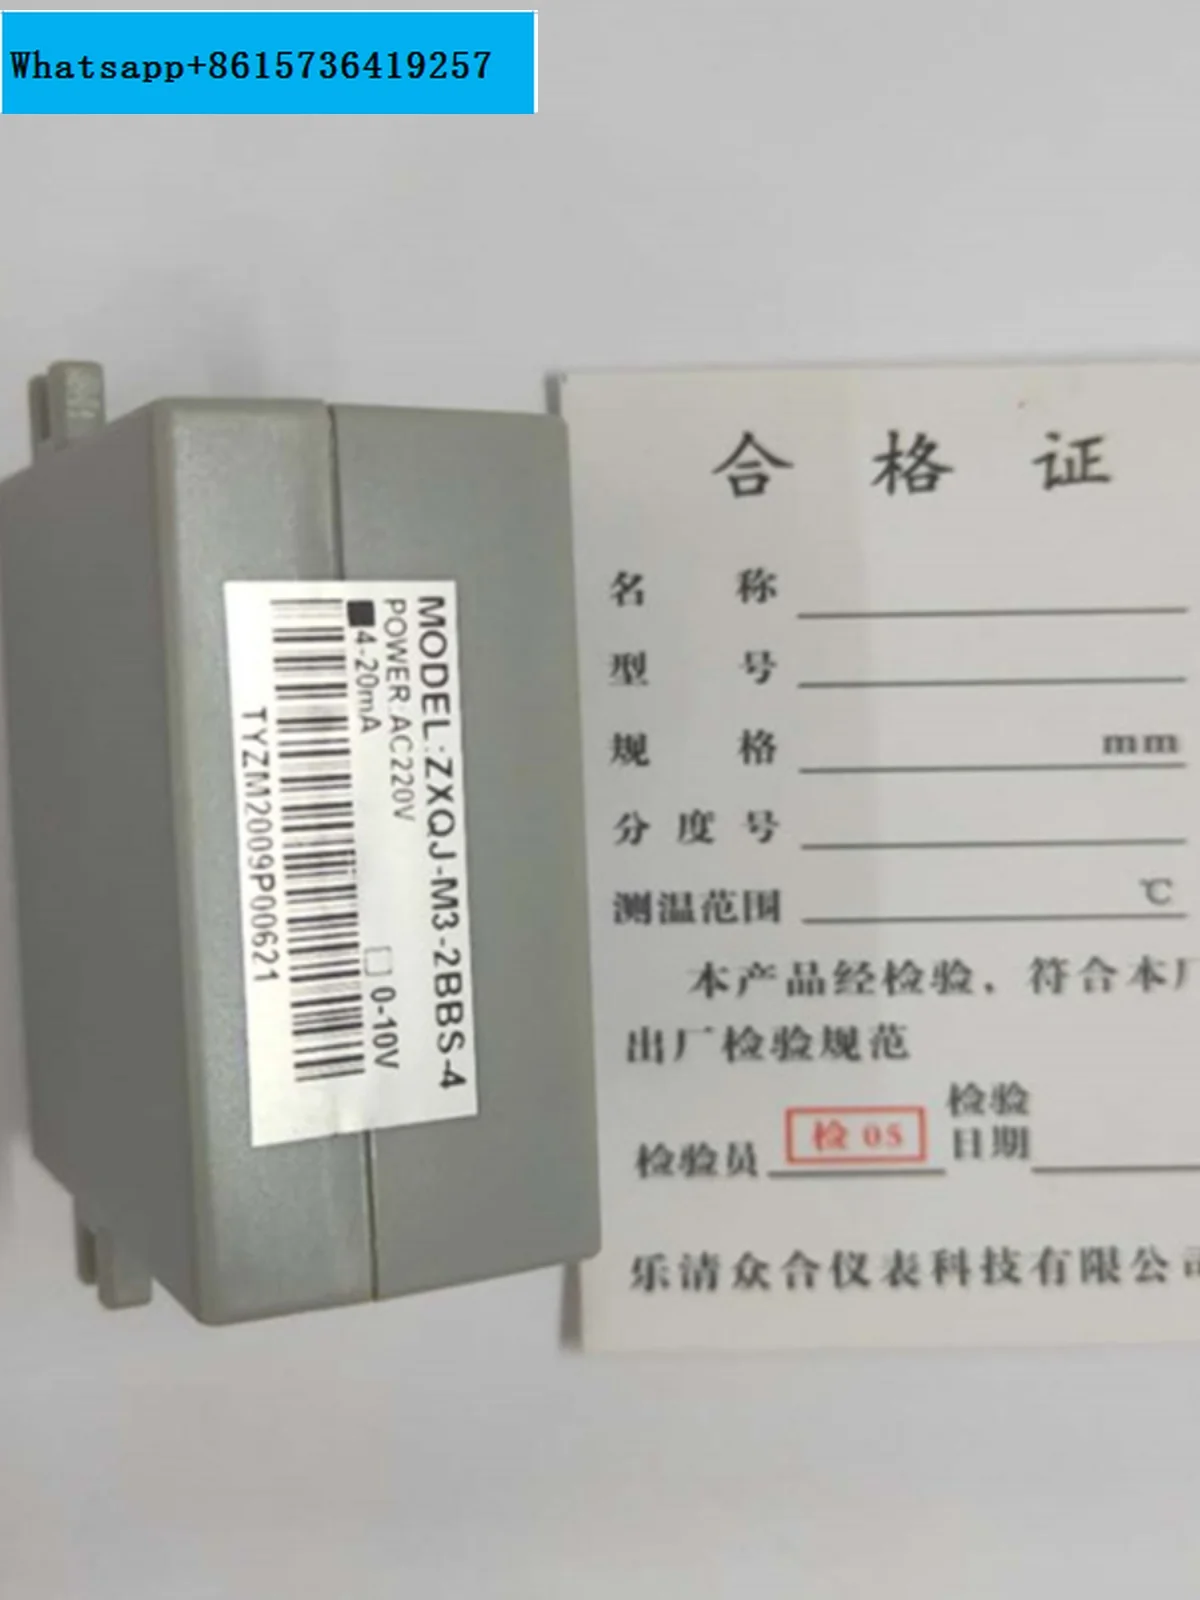 Whatsapp+8615736419257
MODEL:ZXQJ-M3-2BBS-4
POWER:AC220V
4-20mA
0-10V
TYZM2009P00621
合格证
名称
型号
规格 mm
分度号
测温范围 ℃
本产品经检验、符合本厂
出厂检验规范
检验员 检05 检验日期
乐清众合仪表科技有限公司